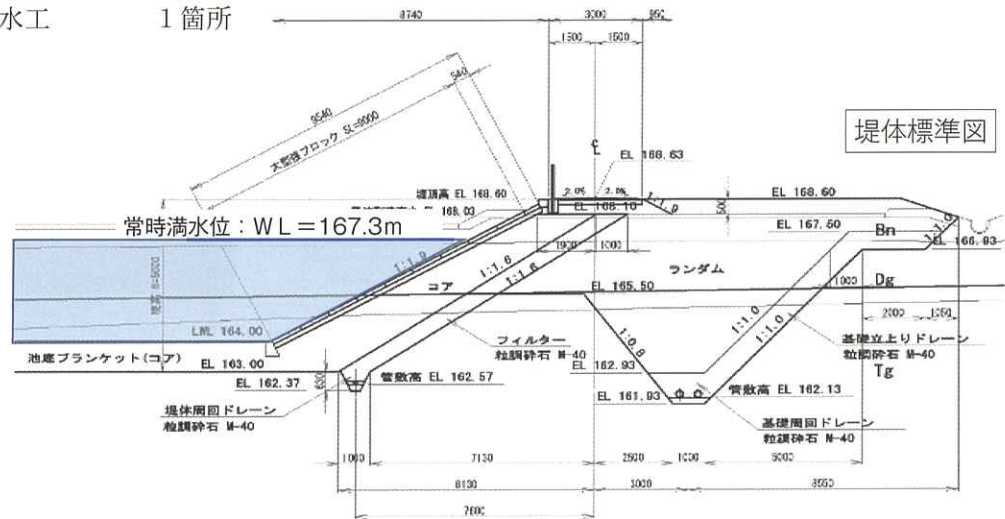 水工 1箇所
8740
3000
950
1500
1500
540
9540
大型張ブロック SL=9000
堤体標準図
EL 168.63
堤頂高 EL 168.60
2.0%
2.0%
1:1.9
EL 168.60
EL 168.10
500
常時満水位：WL＝167.3m
EL 167.50
Bn
EL 166.93
1900
1000
1:1.6
1:1.6
コア
ランダム
EL 165.50
1000
Dg
2000
1050
LWL 164.00
フィルター
粒調砕石 M-40
1:0.8
1:1.0
1:1.0
基礎立上りドレーン
粒調砕石 M-40
池底ブランケット(コア)
EL 163.00
EL 162.93
Tg
EL 162.37
630
管敷高 EL 162.57
EL 161.93
管敷高 EL 162.13
堤体周回ドレーン
粒調砕石 M-40
基礎周回ドレーン
粒調砕石 M-40
1000
7130
2500
1000
5000
8130
3000
7600